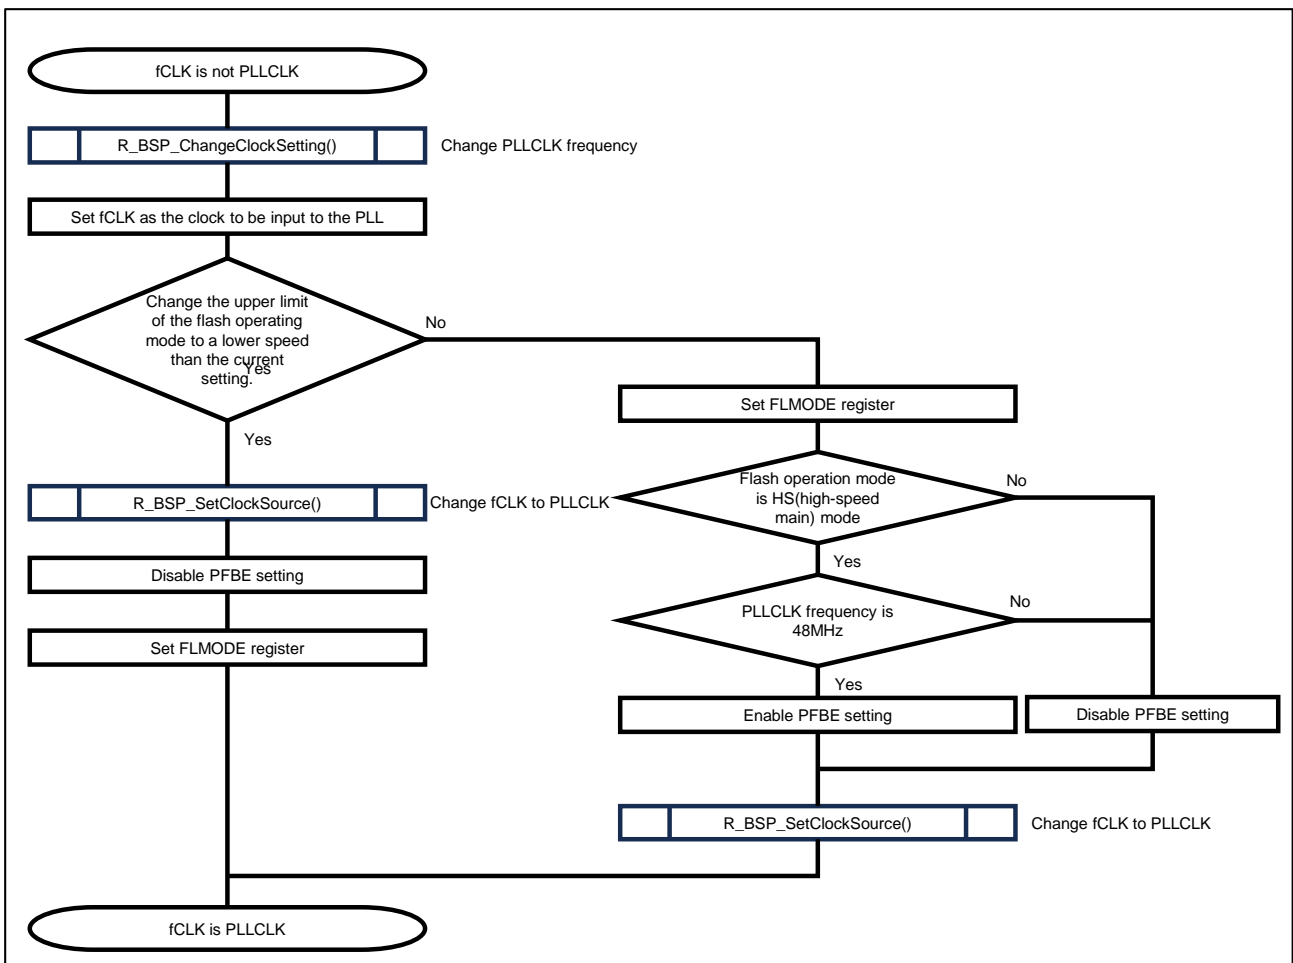 fCLK is not PLLCLK
R_BSP_ChangeClockSetting()
Change PLLCLK frequency
Set fCLK as the clock to be input to the PLL
Change the upper limit
of the flash operating
mode to a lower speed
than the current
setting.
Yes
No
Yes
R_BSP_SetClockSource()
Change fCLK to PLLCLK
Disable PFBE setting
Set FLMODE register
Set FLMODE register
Flash operation mode
is HS(high-speed
main) mode
No
Yes
PLLCLK frequency is
48MHz
No
Yes
Enable PFBE setting
Disable PFBE setting
R_BSP_SetClockSource()
Change fCLK to PLLCLK
fCLK is PLLCLK